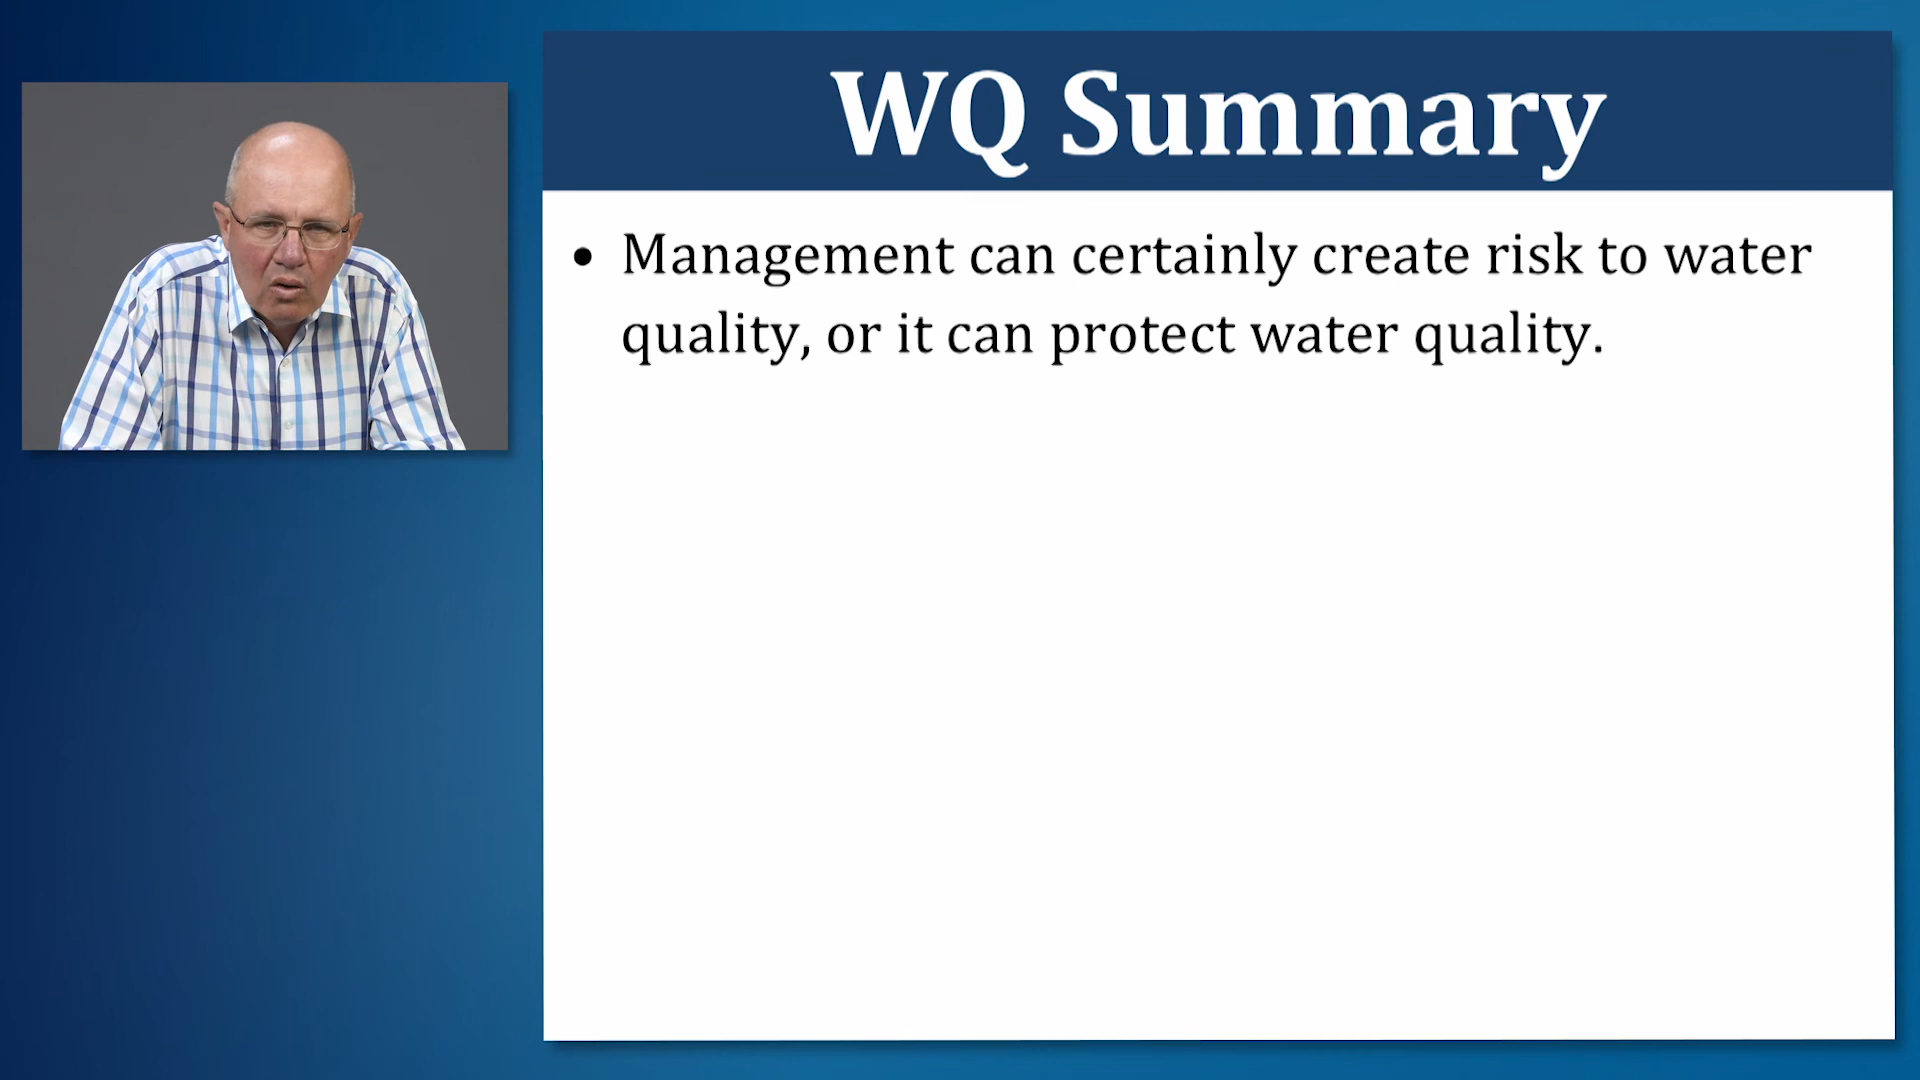 WQ Summary
• Management can certainly create risk to water
quality, or it can protect water quality.